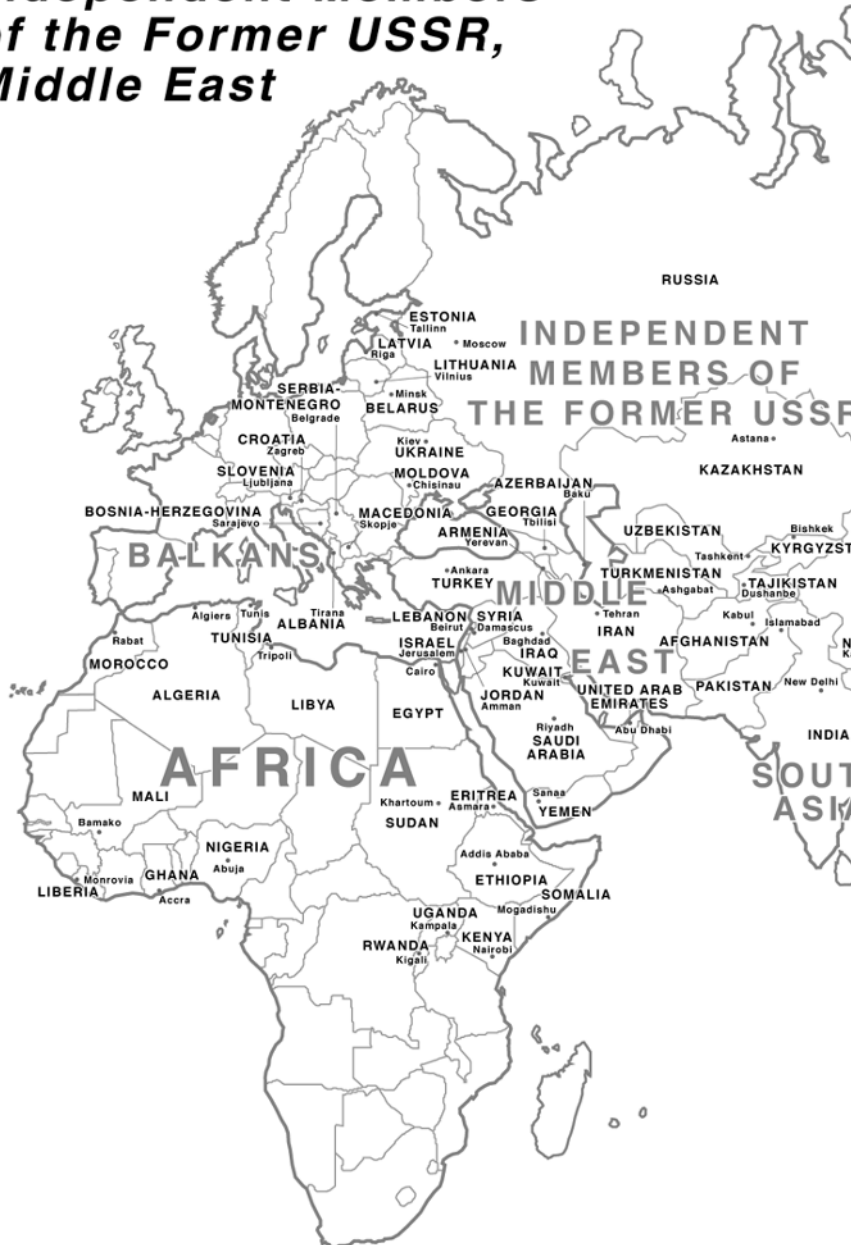 of the Former USSR,
Middle East
RUSSIA
ESTONIA
Tallinn
INDEPENDENT
MEMBERS OF
THE FORMER USSR
LATVIA
Riga
Moscow
LITHUANIA
Vilnius
SERBIA-
MONTENEGRO
Belgrade
Minsk
BELARUS
CROATIA
Zagreb
Kiev
UKRAINE
Astana
SLOVENIA
Ljubljana
MOLDOVA
Chisinau
KAZAKHSTAN
AZERBAIJAN
Baku
BOSNIA-HERZEGOVINA
Sarajevo
MACEDONIA
Skopje
GEORGIA
Tbilisi
ARMENIA
Yerevan
UZBEKISTAN
Bishkek
KYRGYZST
Tashkent
BALKANS
Ankara
TURKEY
MIDDLE
EAST
TURKMENISTAN
Ashgabat
TAJIKISTAN
Dushanbe
Algiers
Tunis
Tirana
ALBANIA
LEBANON
Beirut
SYRIA
Damascus
Tehran
IRAN
Kabul
Islamabad
AFGHANISTAN
Rabat
MOROCCO
TUNISIA
Tripoli
ISRAEL
Jerusalem
Baghdad
IRAQ
Cairo
KUWAIT
Kuwait
ALGERIA
LIBYA
EGYPT
JORDAN
Amman
UNITED ARAB
EMIRATES
Abu Dhabi
PAKISTAN
New Delhi
INDIA
Riyadh
SAUDI
ARABIA
AFRICA
SOUT
ASIA
MALI
Bamako
Khartoum
SUDAN
ERITREA
Asmara
Sanaa
YEMEN
NIGERIA
Abuja
Addis Ababa
ETHIOPIA
Monrovia
LIBERIA
GHANA
Accra
SOMALIA
Mogadishu
UGANDA
Kampala
RWANDA
Kigali
KENYA
Nairobi